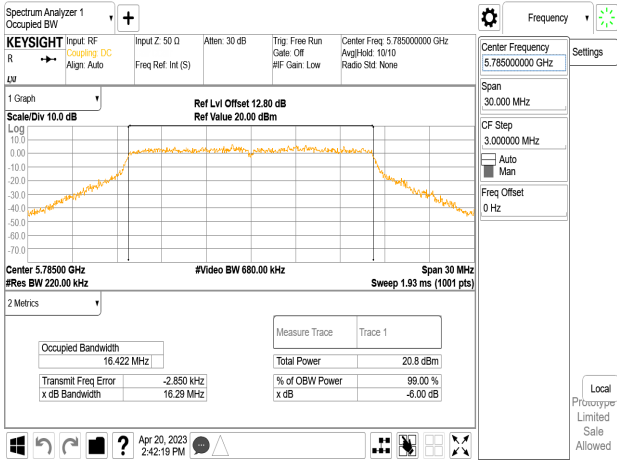 Spectrum Analyzer 1
Occupied BW
Frequency
KEYSIGHT
R
LNI
Input: RF
Coupling: DC
Align: Auto
Input Z: 50 Ω
Freq Ref: Int (S)
Atten: 30 dB
Trig: Free Run
Gate: Off
#IF Gain: Low
Center Freq: 5.785000000 GHz
Avg|Hold: 10/10
Radio Std: None
Center Frequency
5.785000000 GHz
Settings
Span
30.000 MHz
CF Step
3.000000 MHz
Auto
Man
Freq Offset
0 Hz
1 Graph
Scale/Div 10.0 dB
Ref Lvl Offset 12.80 dB
Ref Value 20.00 dBm
Log
10.0
0.00
-10.0
-20.0
-30.0
-40.0
-50.0
-60.0
-70.0
Center 5.78500 GHz
#Res BW 220.00 kHz
#Video BW 680.00 kHz
Span 30 MHz
Sweep 1.93 ms (1001 pts)
2 Metrics
Measure Trace
Trace 1
Occupied Bandwidth
16.422 MHz
Total Power
20.8 dBm
Transmit Freq Error
-2.850 kHz
% of OBW Power
99.00 %
x dB Bandwidth
16.29 MHz
x dB
-6.00 dB
Local
Prototype
Limited
Sale
Allowed
?
Apr 20, 2023
2:42:19 PM